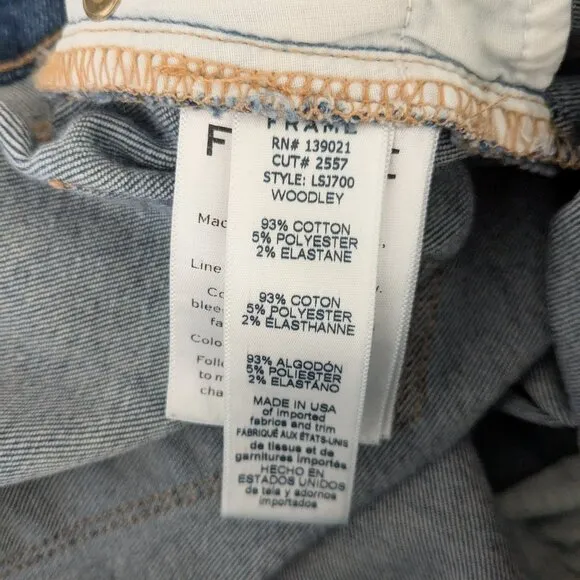 FRAME
RN# 139021
CUT# 2557
STYLE: LSJ700
WOODLEY
93% COTTON
5% POLYESTER
2% ELASTANE
93% COTON
5% POLYESTER
2% ELASTHANNE
93% ALGODÓN
5% POLIESTER
2% ELASTANO
MADE IN USA
of imported
fabrics and trim
FABRIQUÉ AUX ÉTATS-UNIS
de tissus et de
garnitures importés
HECHO EN
ESTADOS UNIDOS
de tela y adornos
importados